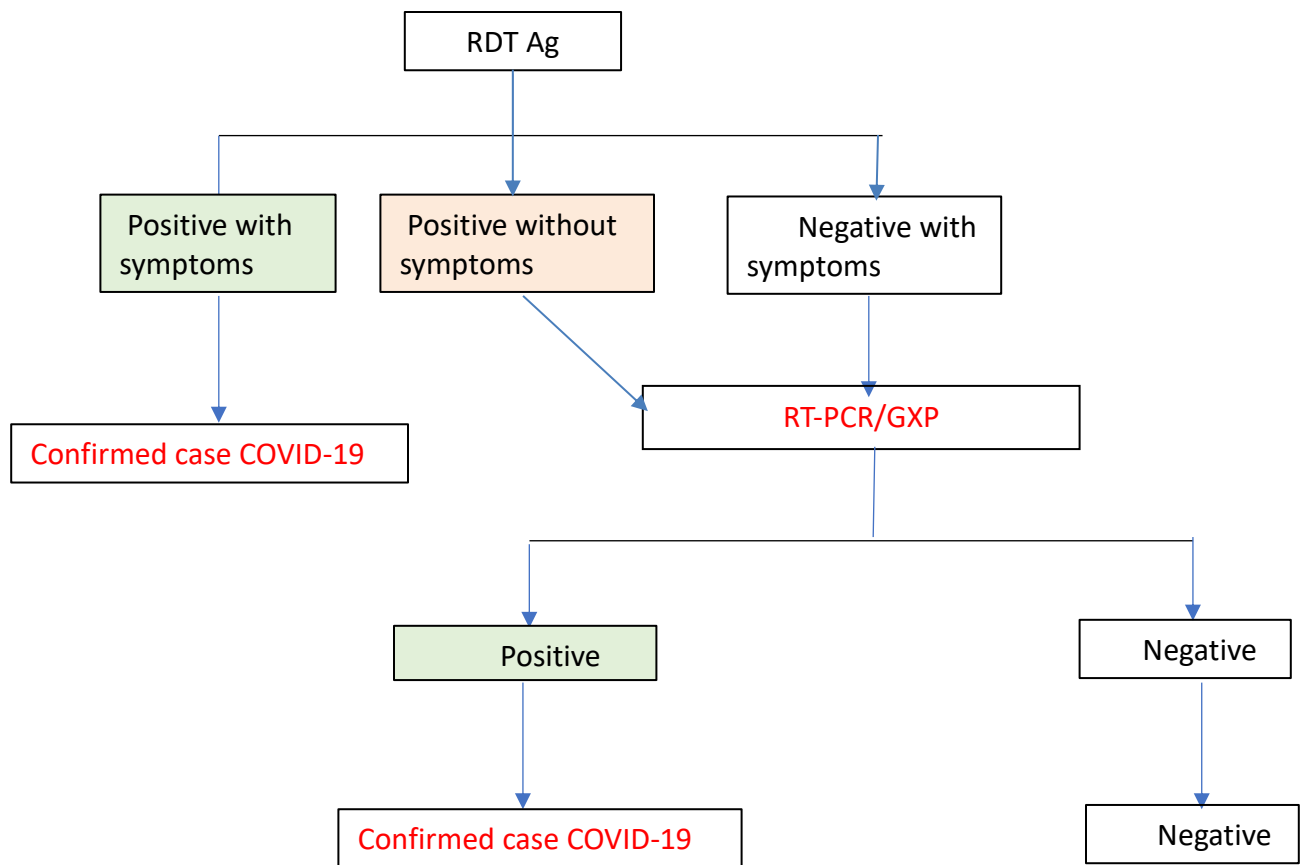 RDT Ag
Positive with
symptoms
Positive without
symptoms
Negative with
symptoms
RT-PCR/GXP
Confirmed case COVID-19
Positive
Negative
Confirmed case COVID-19
Negative